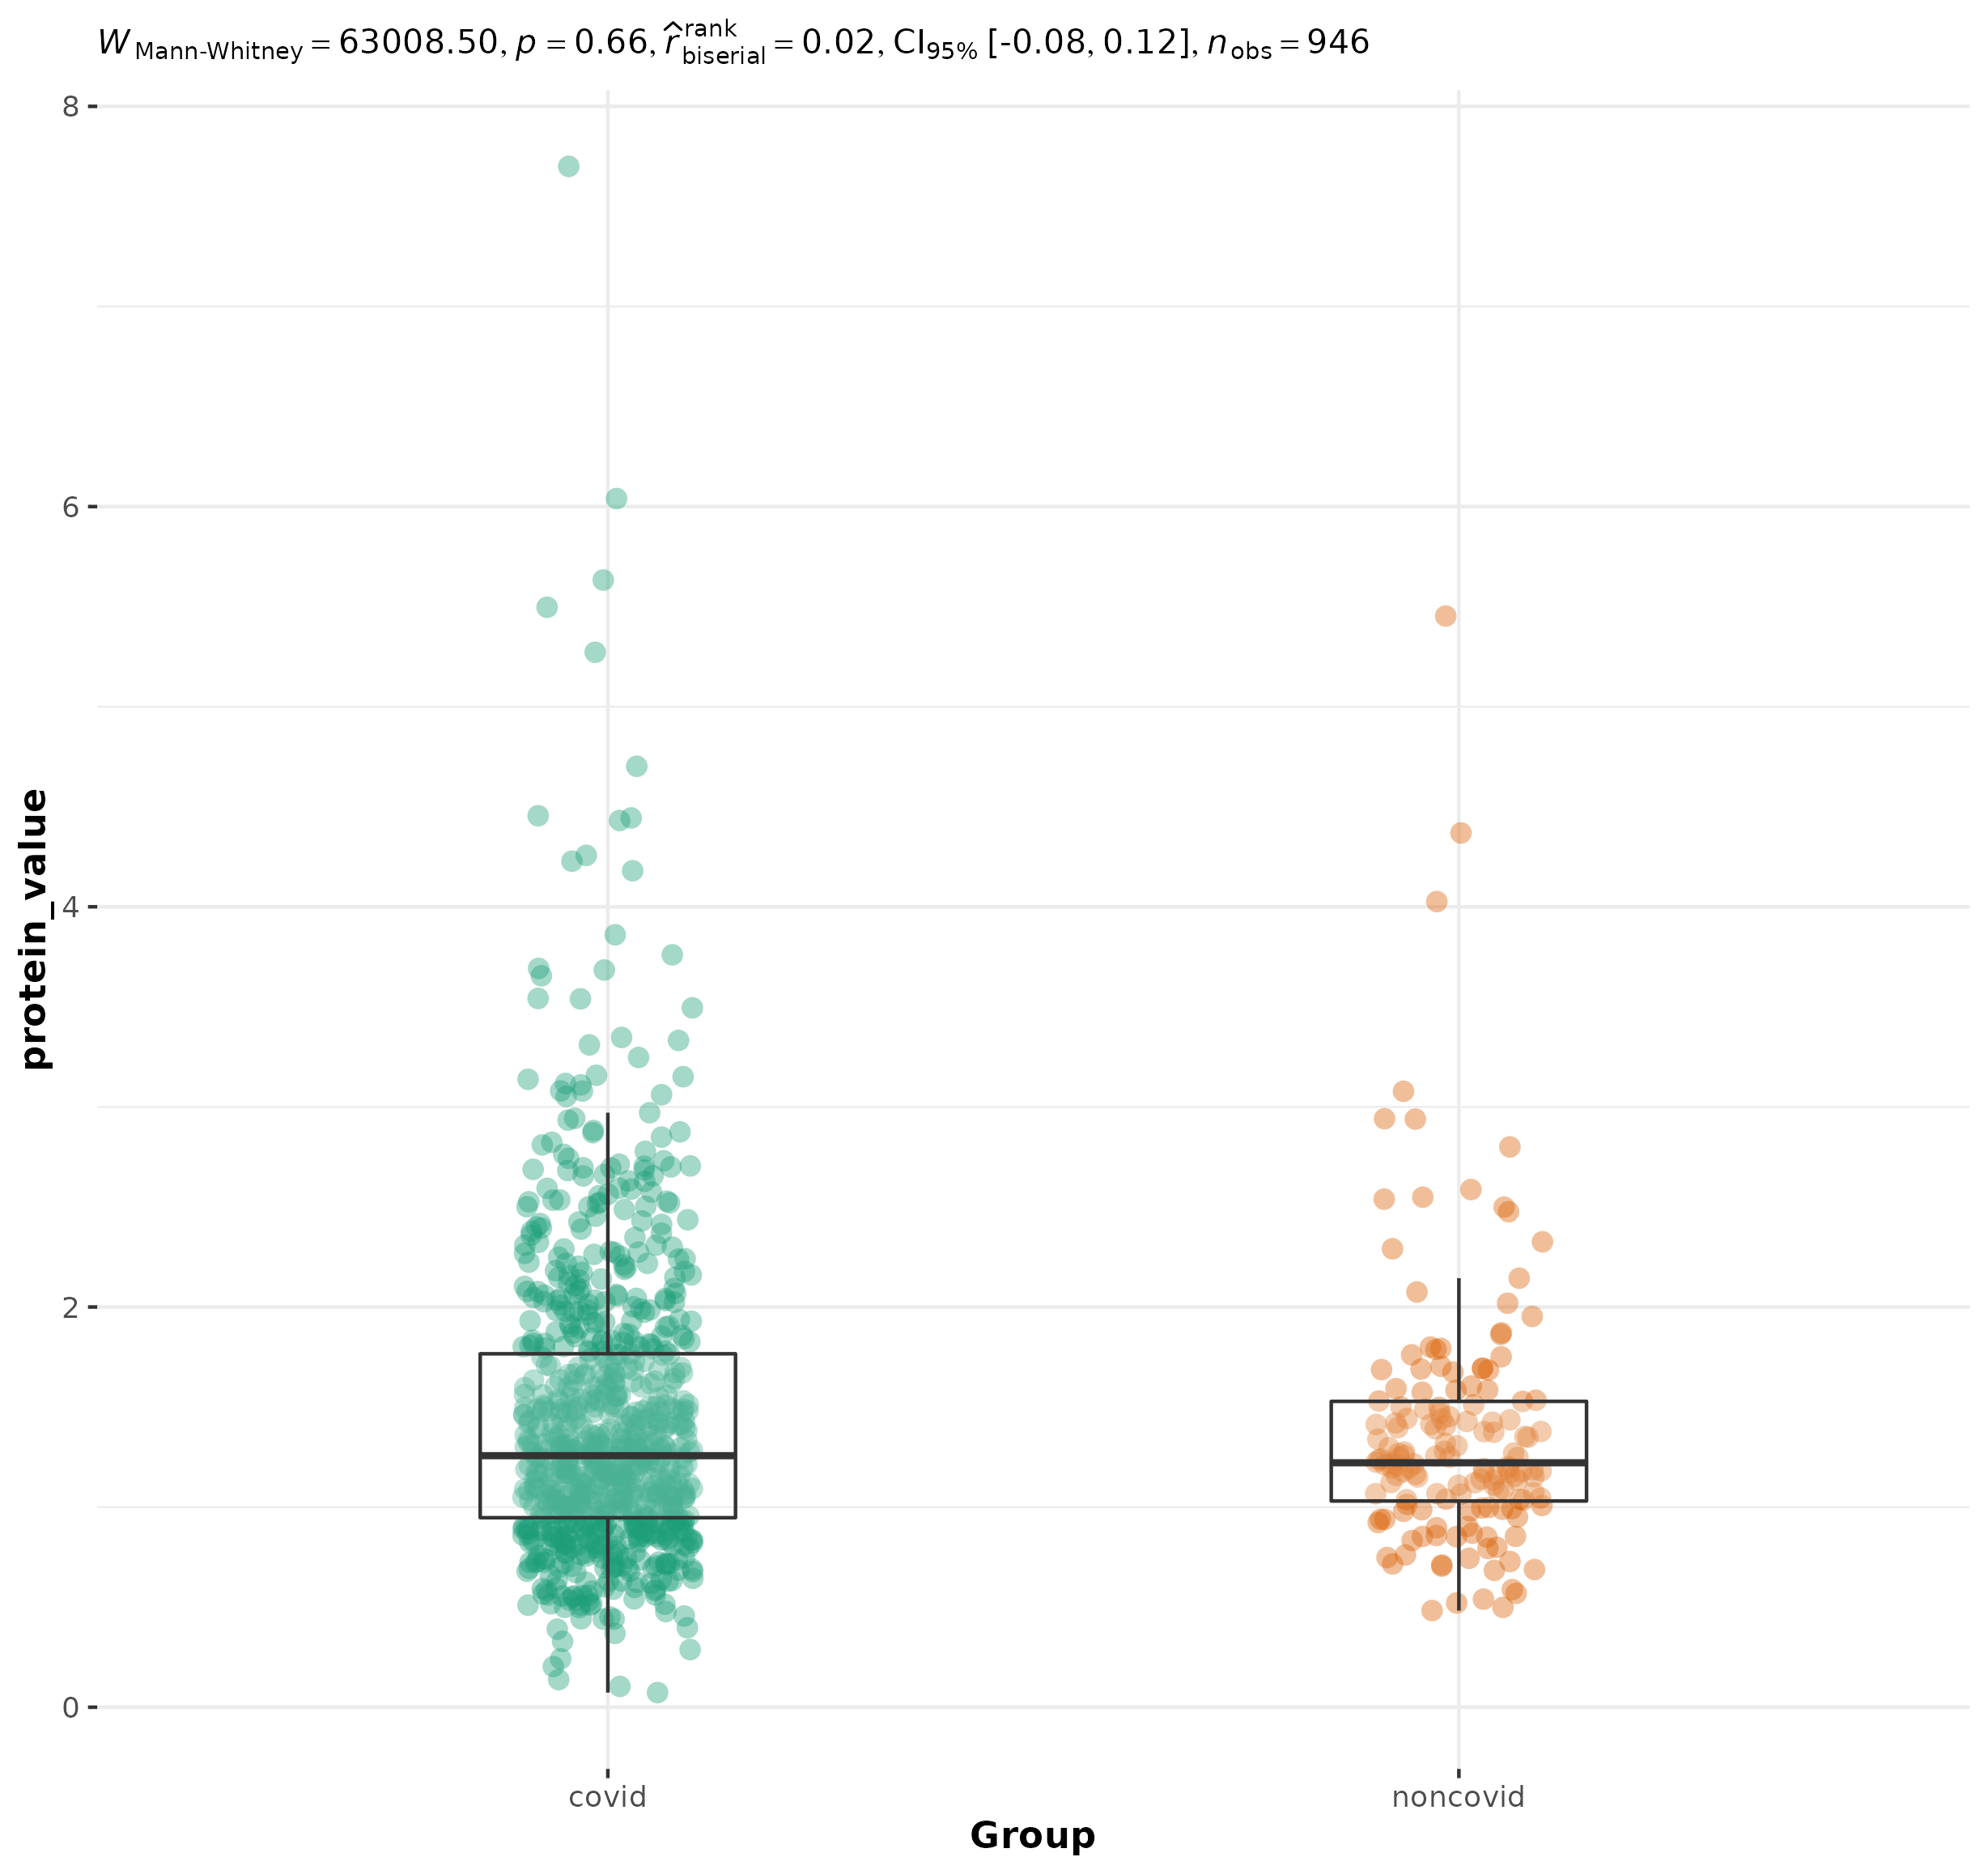 W Mann-Whitney = 63008.50, p = 0.66, r̂ rank biserial = 0.02, CI95% [-0.08, 0.12], n obs = 946
8
6
4
2
0
protein_value
covid noncovid
Group